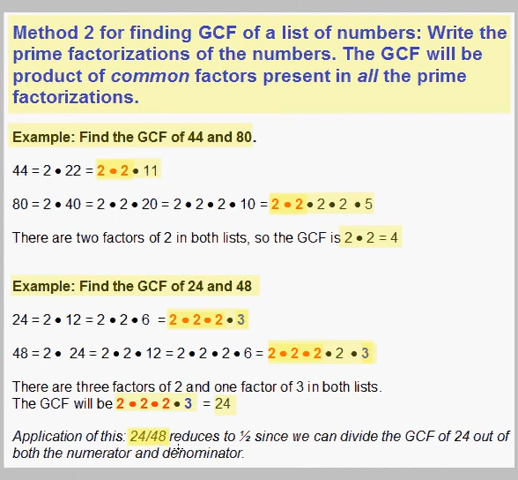 Method 2 for finding GCF of a list of numbers: Write the
prime factorizations of the numbers. The GCF will be
product of common factors present in all the prime
factorizations.
Example: Find the GCF of 44 and 80.
44 = 2 • 22 = 2 • 2 • 11
80 = 2 • 40 = 2 • 2 • 20 = 2 • 2 • 2 • 10 = 2 • 2 • 2 • 2 • 5
There are two factors of 2 in both lists, so the GCF is 2 • 2 = 4
Example: Find the GCF of 24 and 48
24 = 2 • 12 = 2 • 2 • 6 = 2 • 2 • 2 • 3
48 = 2 • 24 = 2 • 2 • 12 = 2 • 2 • 2 • 6 = 2 • 2 • 2 • 2 • 3
There are three factors of 2 and one factor of 3 in both lists.
The GCF will be 2 • 2 • 2 • 3 = 24
Application of this: 24/48 reduces to ½ since we can divide the GCF of 24 out of
both the numerator and denominator.